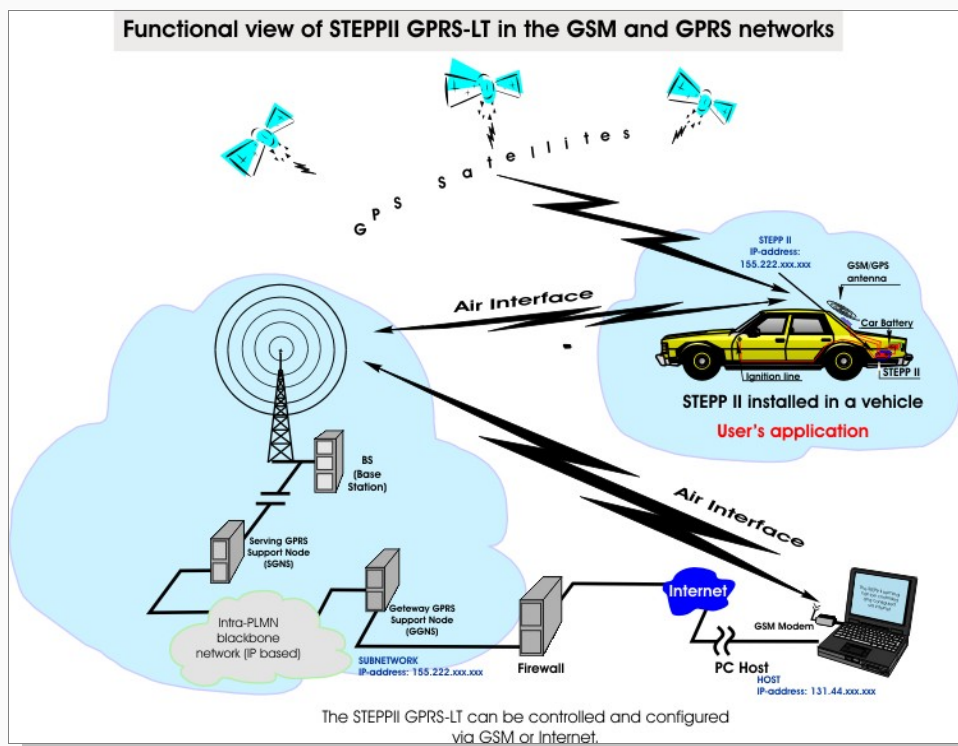 Functional view of STEPPII GPRS-LT in the GSM and GPRS networks
GPS Satellites
STEPP II
IP-address:
155.222.xxx.xxx
GSM/GPS
antenna
Air Interface
Car Battery
Ignition line
STEPP II
STEPP II installed in a vehicle
User's application
BS
(Base
Station)
Air Interface
Serving GPRS
Support Node
(SGNS)
Intra-PLMN
blackbone
network (IP based)
Geteway GPRS
Support Node
(GGNS)
SUBNETWORK
IP-address: 155.222.xxx.xxx
Firewall
Internet
GSM Modem
PC Host
HOST
IP-address: 131.44.xxx.xxx
The STEPPII GPRS-LT can be controlled and configured
via GSM or Internet.